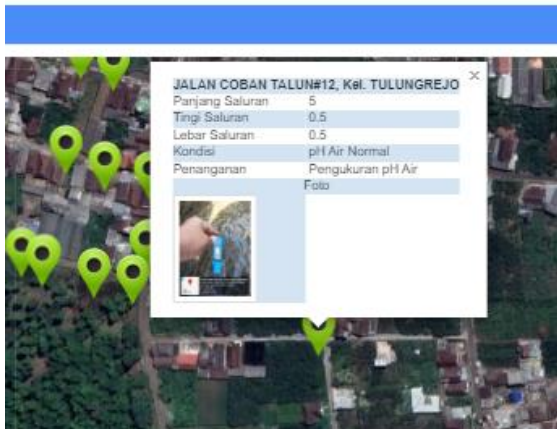 JALAN COBAN TALUN#12, Kel. TULUNGREJO
Panjang Saluran 5
Tingi Saluran 0.5
Lebar Saluran 0.5
Kondisi pH Air Normal
Penanganan Pengukuran pH Air
Foto